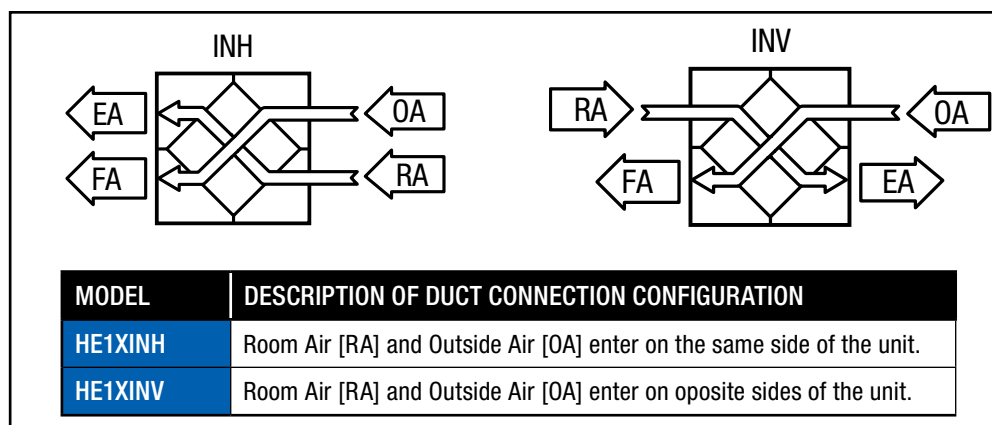 INH
INV
EA
OA
FA
RA
RA
OA
FA
EA
MODEL DESCRIPTION OF DUCT CONNECTION CONFIGURATION
HE1XINH Room Air [RA] and Outside Air [OA] enter on the same side of the unit.
HE1XINV Room Air [RA] and Outside Air [OA] enter on oposite sides of the unit.